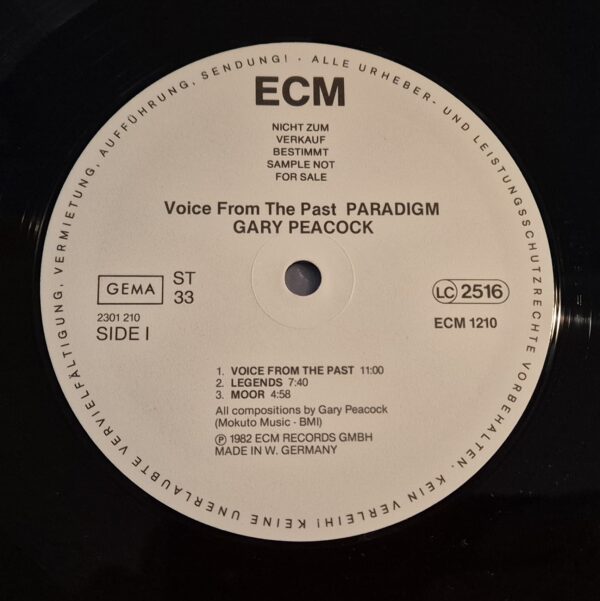 ALLE URHEBER- UND LEISTUNGSSCHUTZRECHTE VORBEHALTEN. KEIN VERLEIH! KEINE UNERLAUBTE VERVIELFÄLTIGUNG, VERMIETUNG, AUFFÜHRUNG, SENDUNG! ·
ECM
NICHT ZUM
VERKAUF
BESTIMMT
SAMPLE NOT
FOR SALE
Voice From The Past PARADIGM
GARY PEACOCK
GEMA
ST
33
LC 2516
2301 210
SIDE I
ECM 1210
1. VOICE FROM THE PAST 11:00
2. LEGENDS 7:40
3. MOOR 4:58
All compositions by Gary Peacock
(Mokuto Music · BMI)
Ⓟ 1982 ECM RECORDS GMBH
MADE IN W. GERMANY